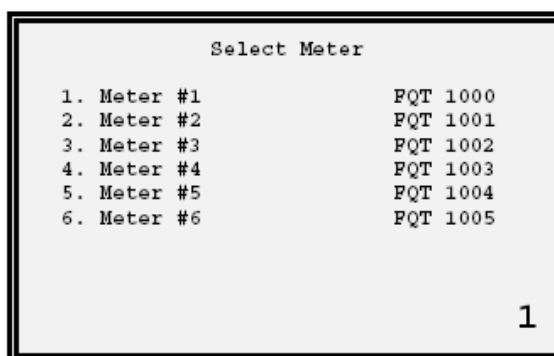 Select Meter
1. Meter #1 FQT 1000
2. Meter #2 FQT 1001
3. Meter #3 FQT 1002
4. Meter #4 FQT 1003
5. Meter #5 FQT 1004
6. Meter #6 FQT 1005
1